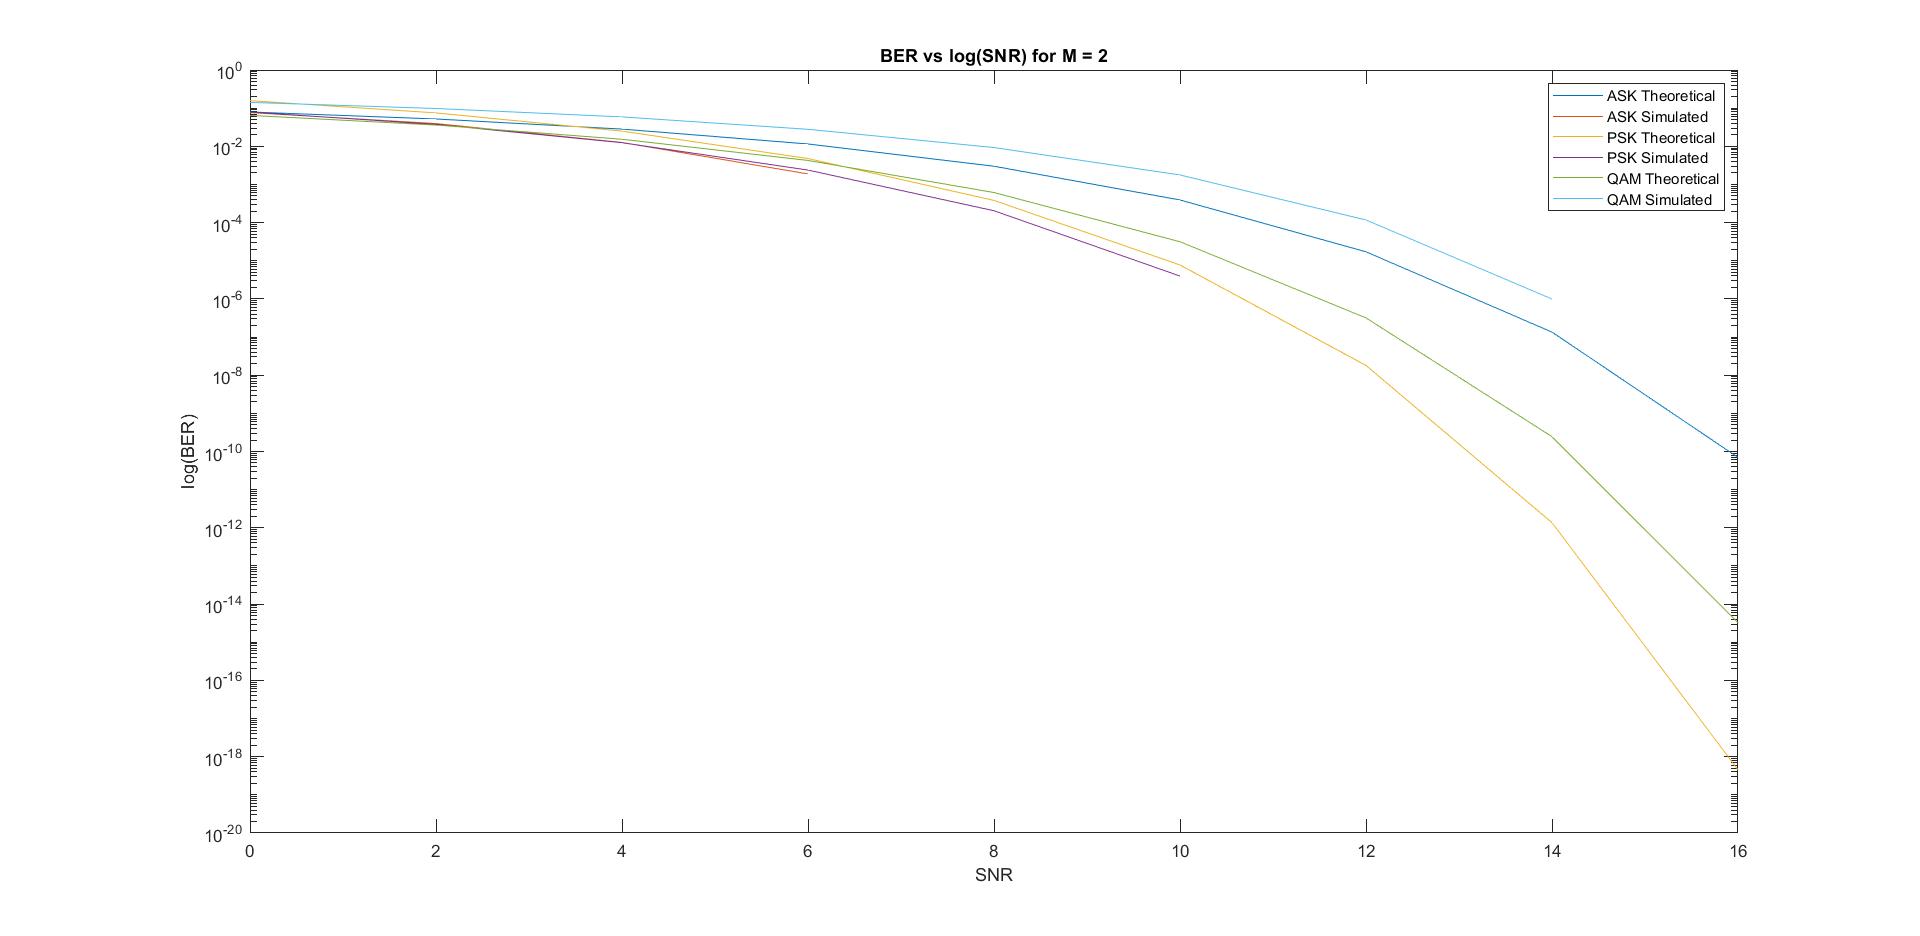 BER vs log(SNR) for M = 2
10^0
10^-2
10^-4
10^-6
10^-8
10^-10
10^-12
10^-14
10^-16
10^-18
10^-20
log(BER)
ASK Theoretical
ASK Simulated
PSK Theoretical
PSK Simulated
QAM Theoretical
QAM Simulated
0 2 4 6 8 10 12 14 16
SNR